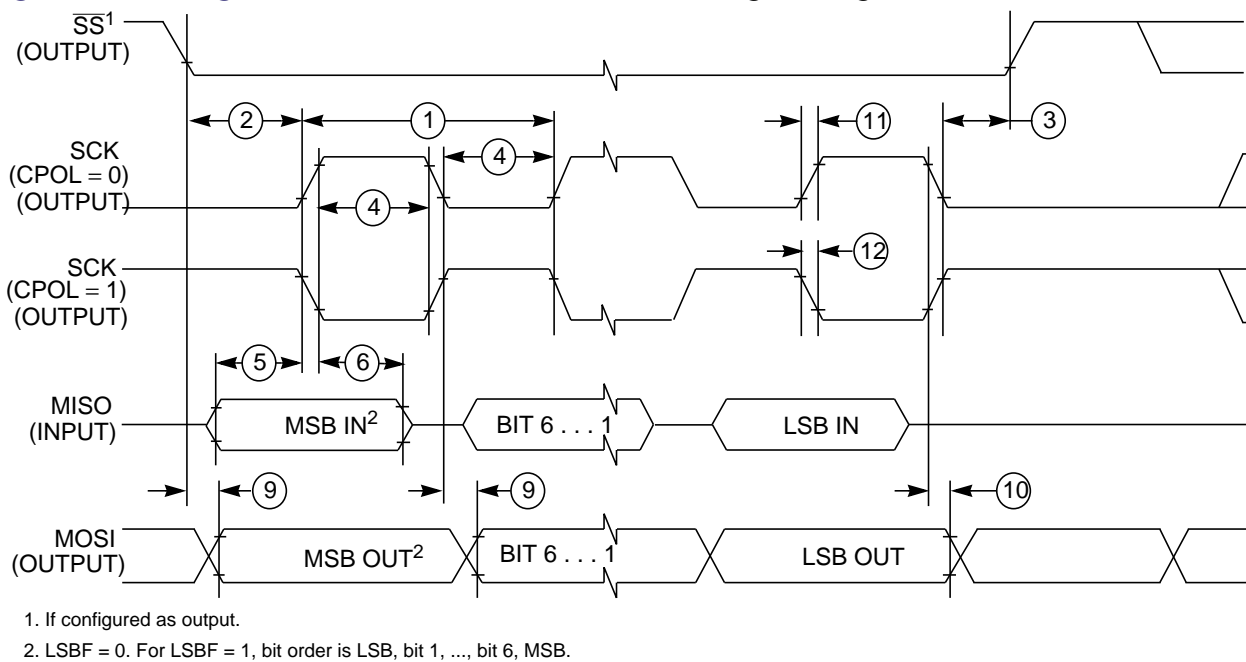 SS1
(OUTPUT)
2
1
11
3
SCK
(CPOL = 0)
(OUTPUT)
4
4
12
SCK
(CPOL = 1)
(OUTPUT)
5
6
MISO
(INPUT)
MSB IN2
BIT 6 . . . 1
LSB IN
9
9
10
MOSI
(OUTPUT)
MSB OUT2
BIT 6 . . . 1
LSB OUT
1. If configured as output.
2. LSBF = 0. For LSBF = 1, bit order is LSB, bit 1, ..., bit 6, MSB.